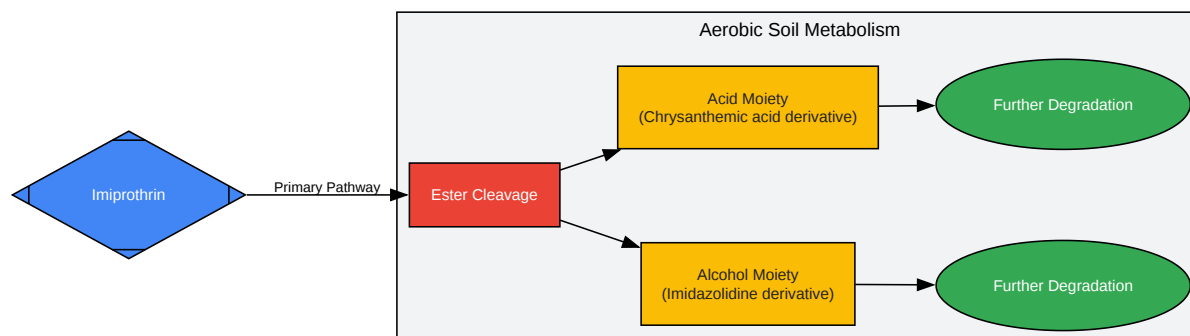 Aerobic Soil Metabolism
Imiprothrin
Primary Pathway
Ester Cleavage
Acid Moiety
(Chrysanthemic acid derivative)
Further Degradation
Alcohol Moiety
(Imidazolidine derivative)
Further Degradation